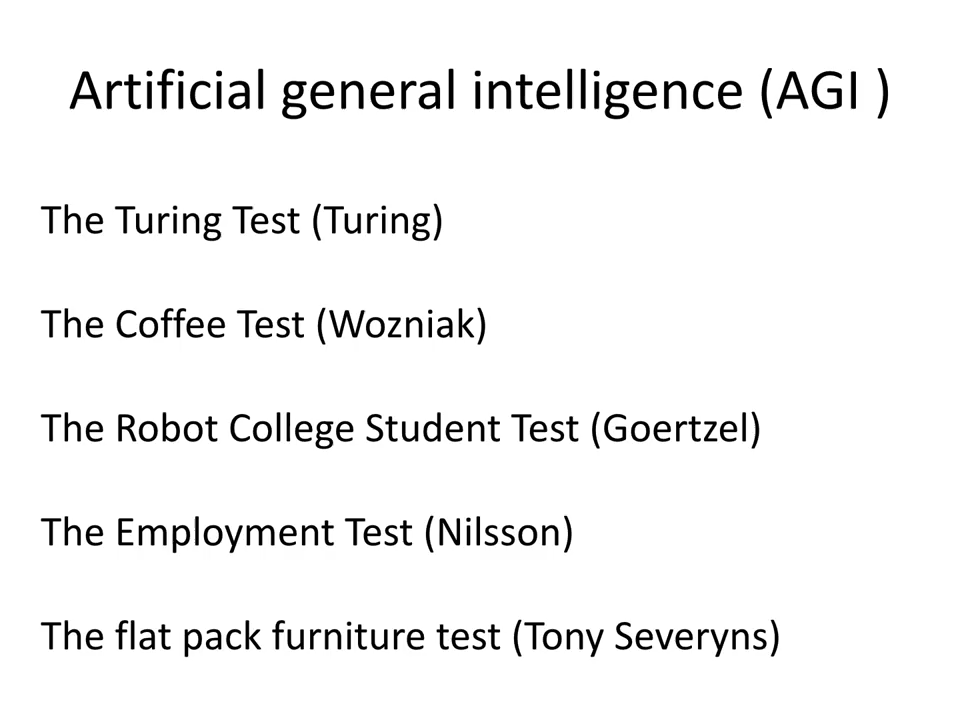 Artificial general intelligence (AGI )
The Turing Test (Turing)
The Coffee Test (Wozniak)
The Robot College Student Test (Goertzel)
The Employment Test (Nilsson)
The flat pack furniture test (Tony Severyns)